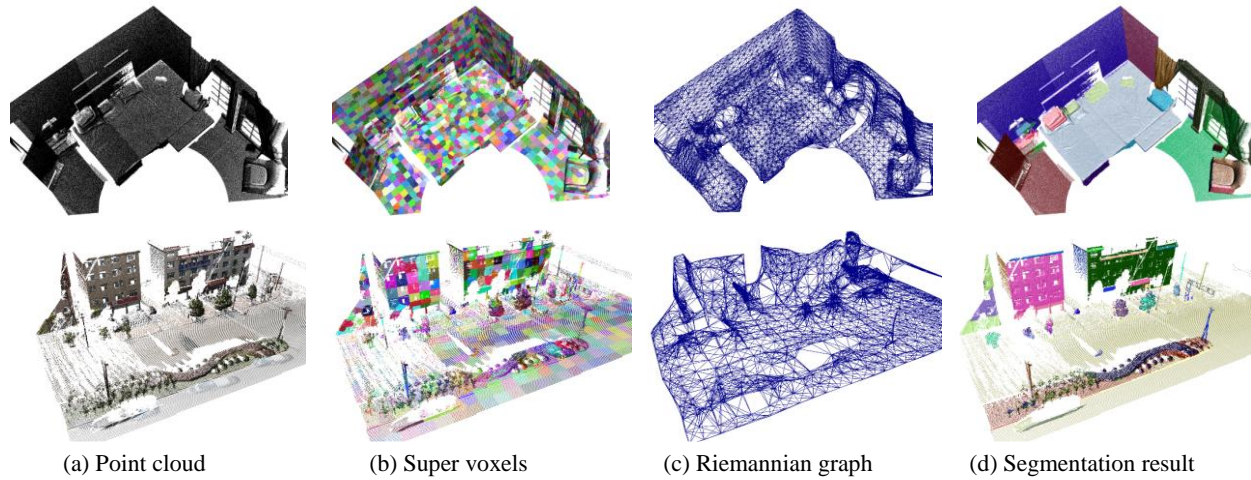 (a) Point cloud
(b) Super voxels
(c) Riemannian graph
(d) Segmentation result